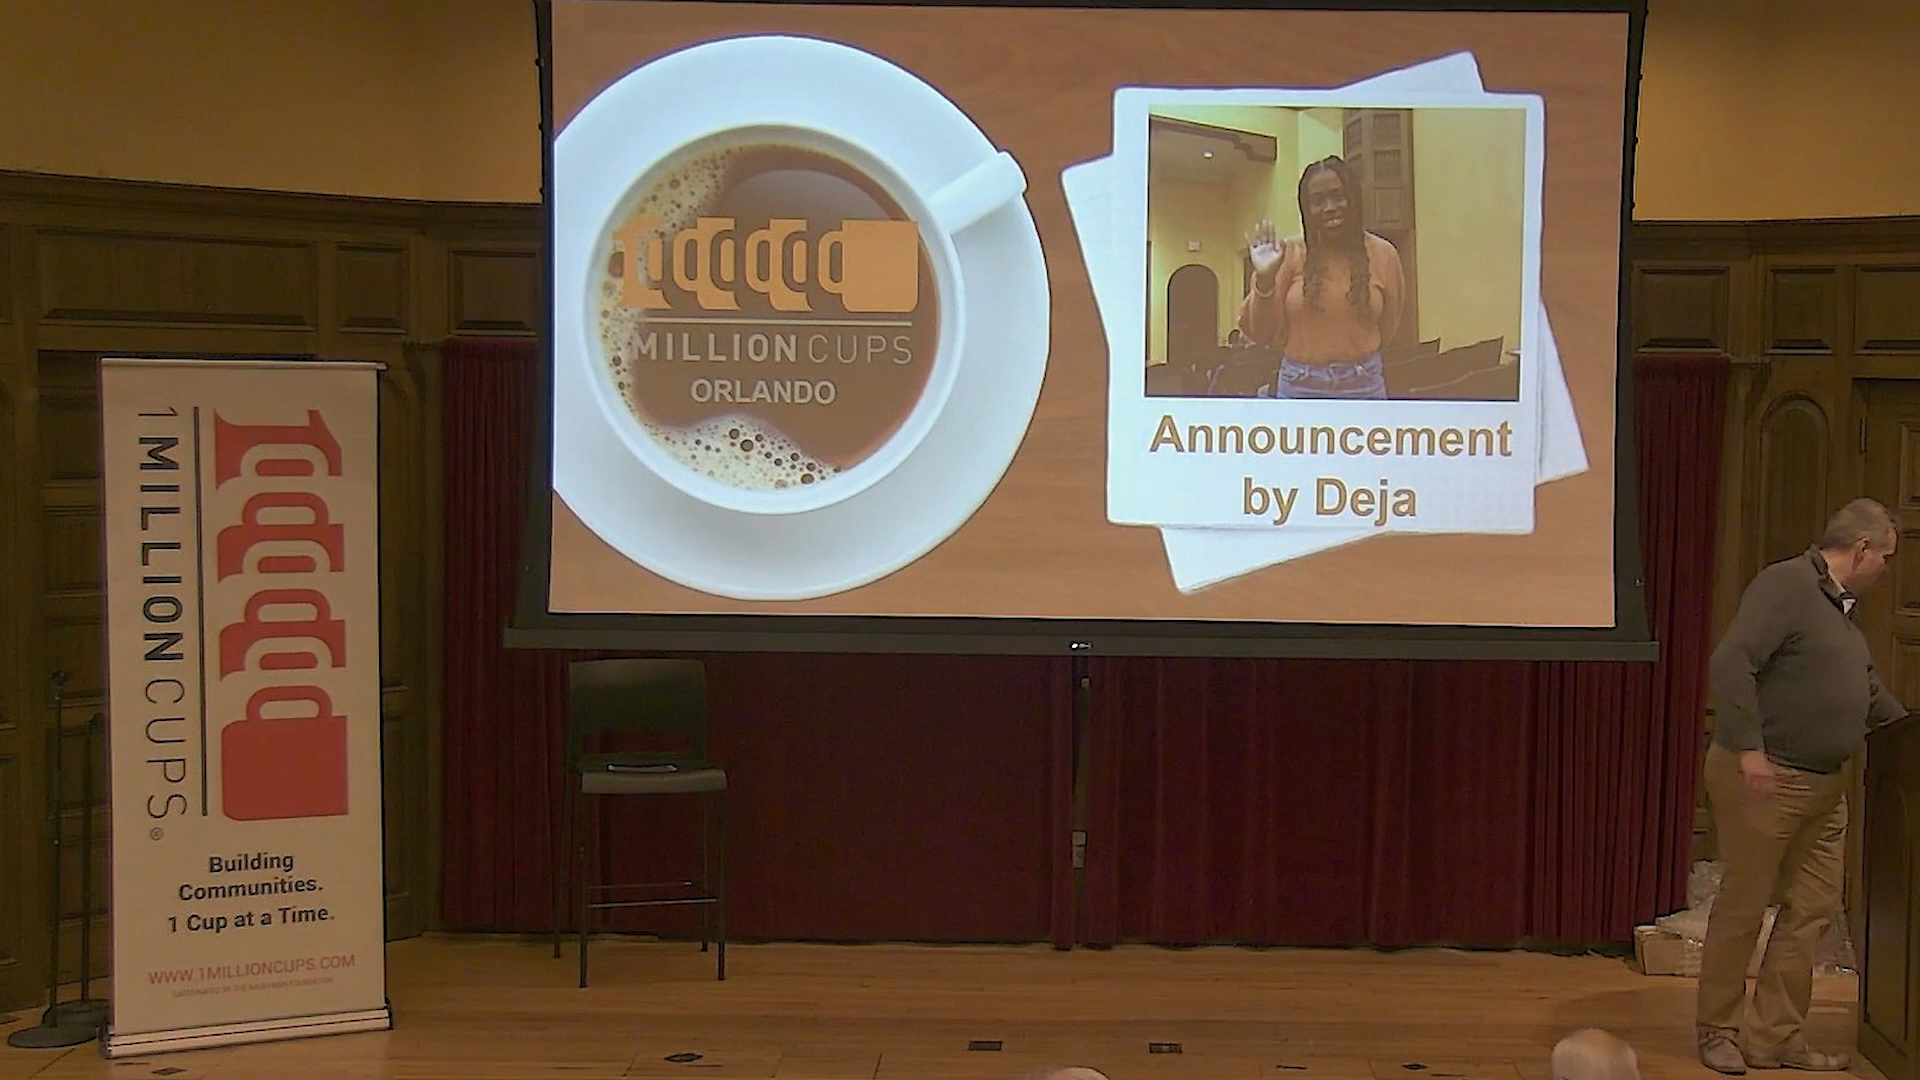 MILLION CUPS
ORLANDO
Announcement
by Deja
1 MILLION CUPS®
Building
Communities.
1 Cup at a Time.
WWW.1MILLIONCUPS.COM